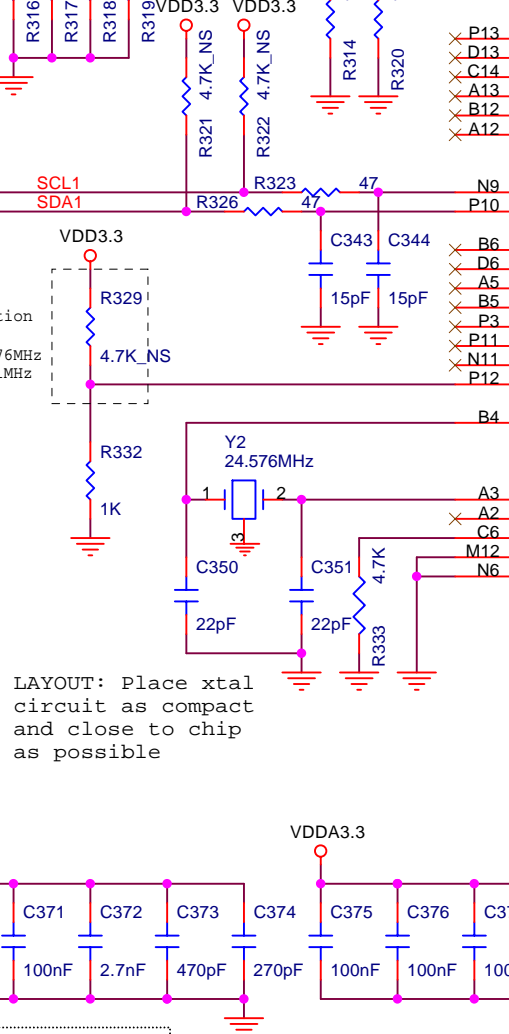 R316
R317
R318
R319
VDD3.3
VDD3.3
R321
4.7K_NS
R322
4.7K_NS
R314
R320
P13
D13
C14
A13
B12
A12
SCL1
R323
47
N9
SDA1
R326
47
P10
VDD3.3
C343
C344
15pF
15pF
B6
D6
A5
B5
P3
P11
N11
P12
R329
4.7K_NS
tion
76MHz
MHz
R332
1K
B4
Y2
24.576MHz
1
2
3
A3
A2
C6
M12
N6
C350
22pF
C351
22pF
4.7K
R333
LAYOUT: Place xtal
circuit as compact
and close to chip
as possible
VDDA3.3
C371
C372
C373
C374
C375
C376
100nF
2.7nF
470pF
270pF
100nF
100nF